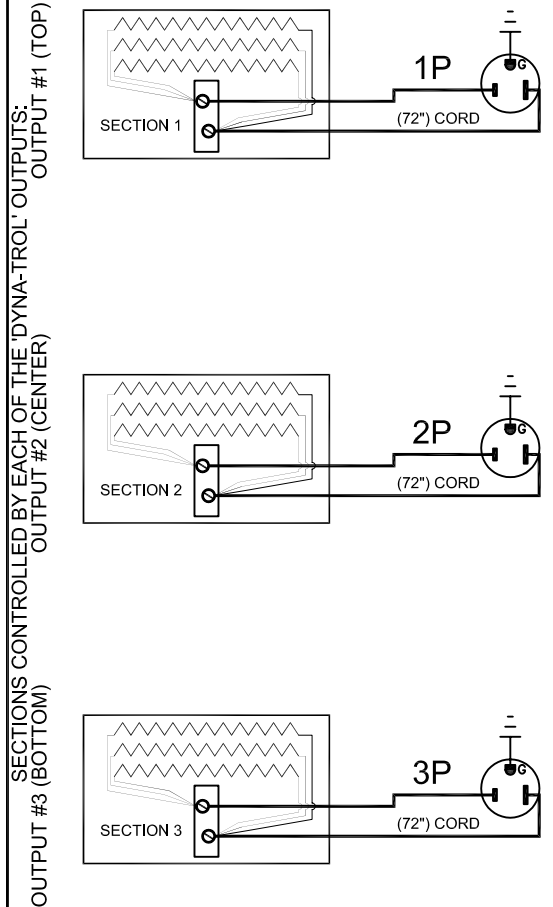 SECTIONS CONTROLLED BY EACH OF THE 'DYNA-TROL' OUTPUTS:
OUTPUT #1 (TOP)
SECTION 1
1P
(72") CORD
G
OUTPUT #2 (CENTER)
SECTION 2
2P
(72") CORD
G
OUTPUT #3 (BOTTOM)
SECTION 3
3P
(72") CORD
G